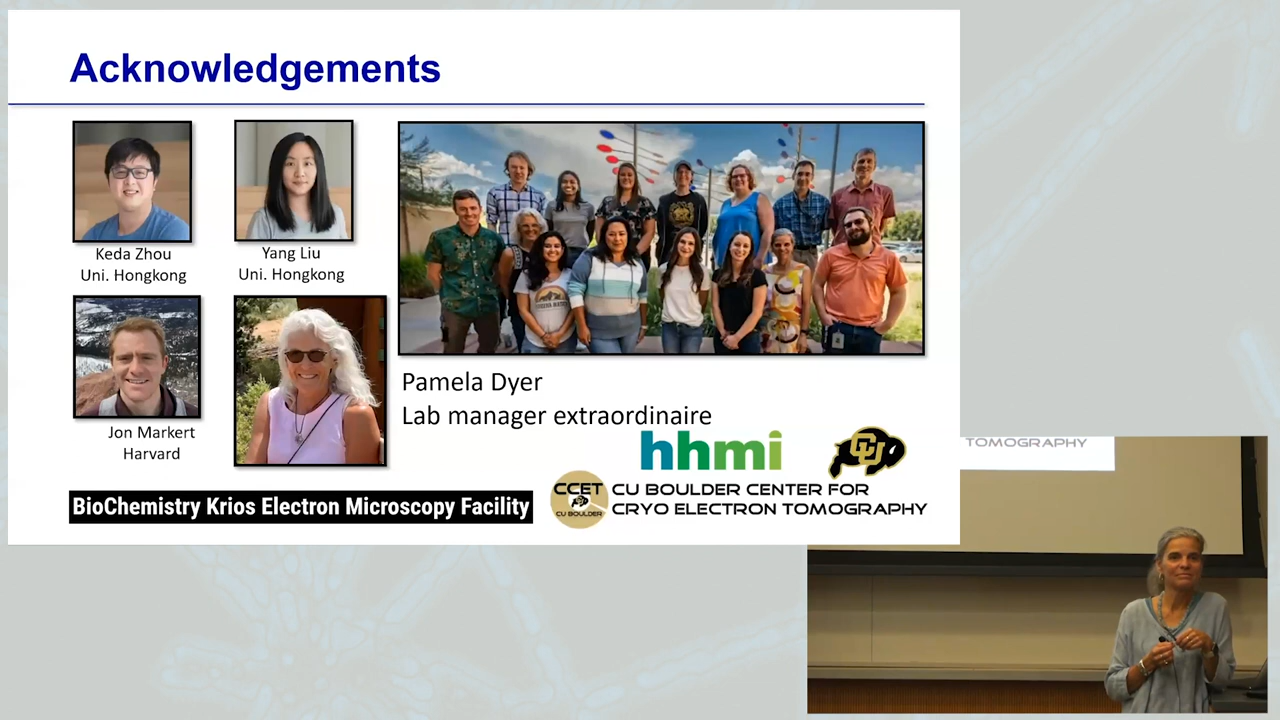 Acknowledgements
Keda Zhou
Uni. Hongkong
Yang Liu
Uni. Hongkong
Jon Markert
Harvard
Pamela Dyer
Lab manager extraordinaire
hhmi
CU
BioChemistry Krios Electron Microscopy Facility
CCET
CU BOULDER
CU BOULDER CENTER FOR
CRYO ELECTRON TOMOGRAPHY
TOMOGRAPHY